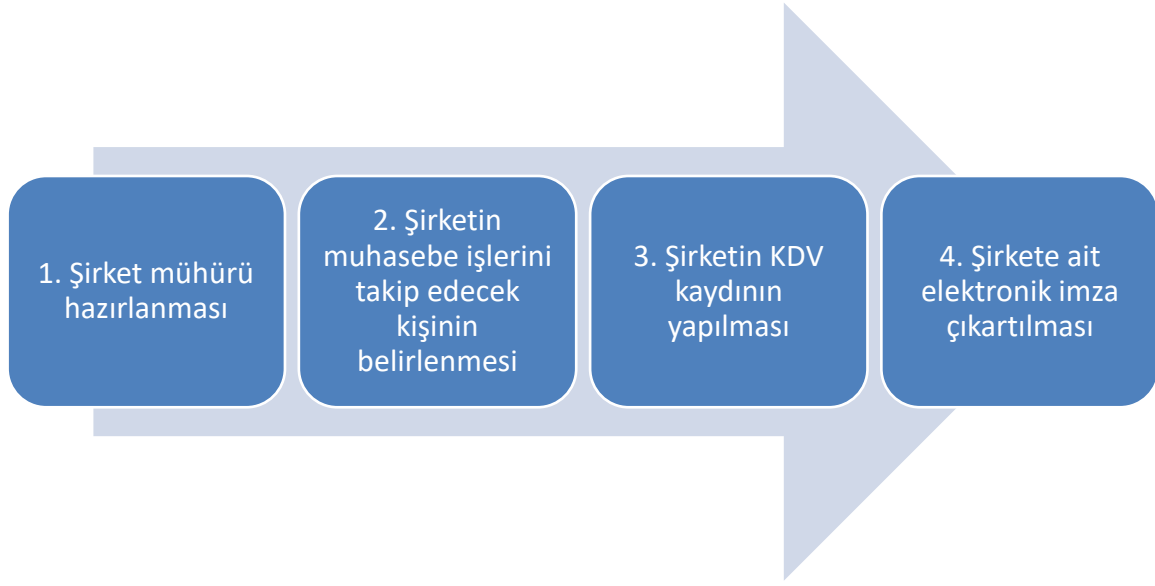 1. Şirket mühürü
hazırlanması
2. Şirketin
muhasebe işlerini
takip edecek
kişinin
belirlenmesi
3. Şirketin KDV
kaydının
yapılması
4. Şirkete ait
elektronik imza
çıkartılması